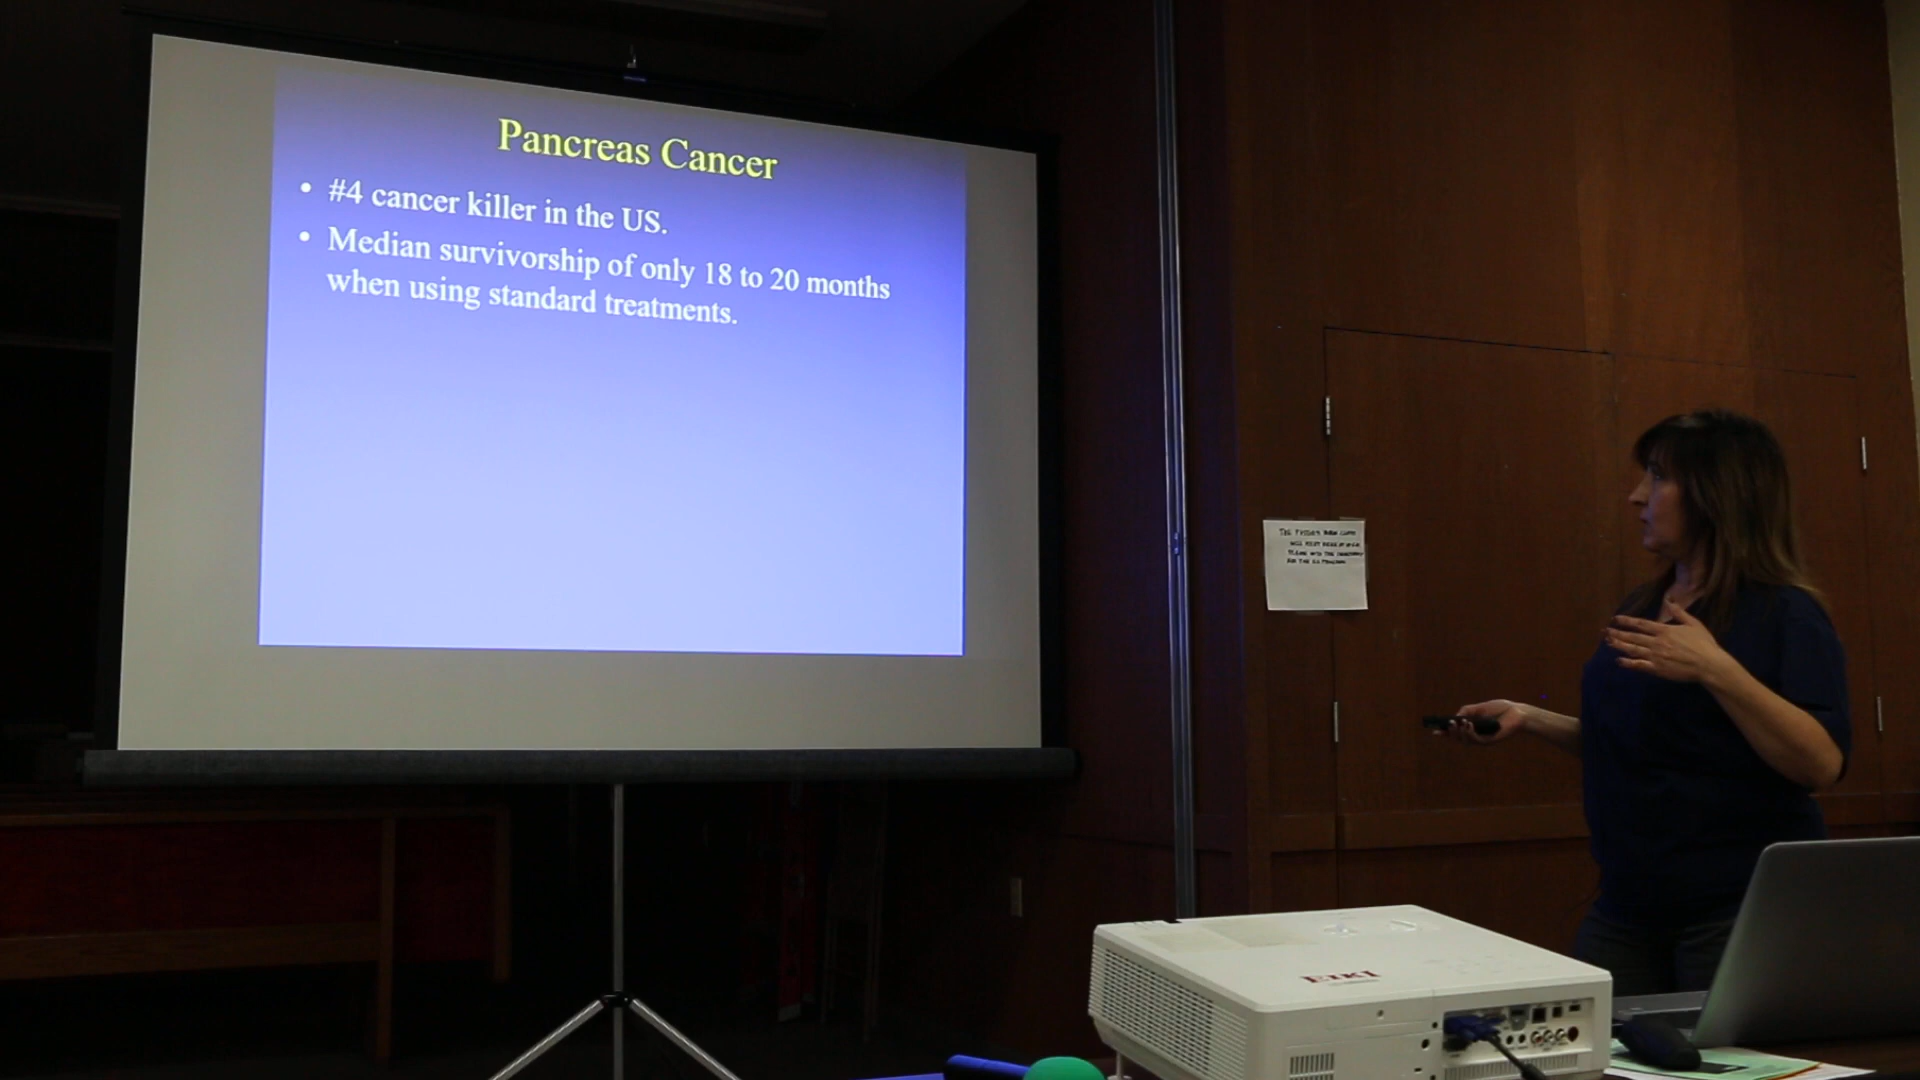 Pancreas Cancer
• #4 cancer killer in the US.
• Median survivorship of only 18 to 20 months
when using standard treatments.
EIKI